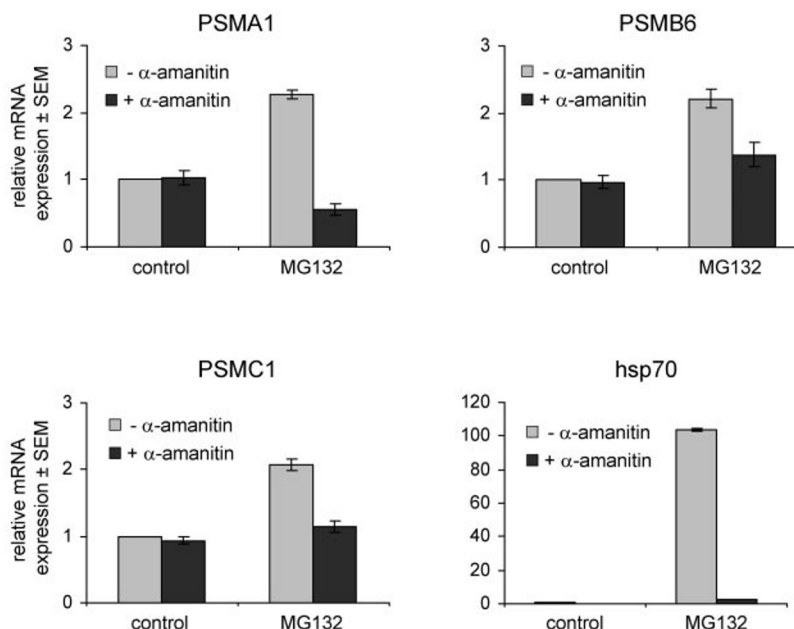 PSMA1
relative mRNA
expression ± SEM
3
2
1
0
- α-amanitin
+ α-amanitin
control MG132
PSMB6
3
2
1
0
- α-amanitin
+ α-amanitin
control MG132
PSMC1
relative mRNA
expression ± SEM
3
2
1
0
- α-amanitin
+ α-amanitin
control MG132
hsp70
120
100
80
60
40
20
0
- α-amanitin
+ α-amanitin
control MG132